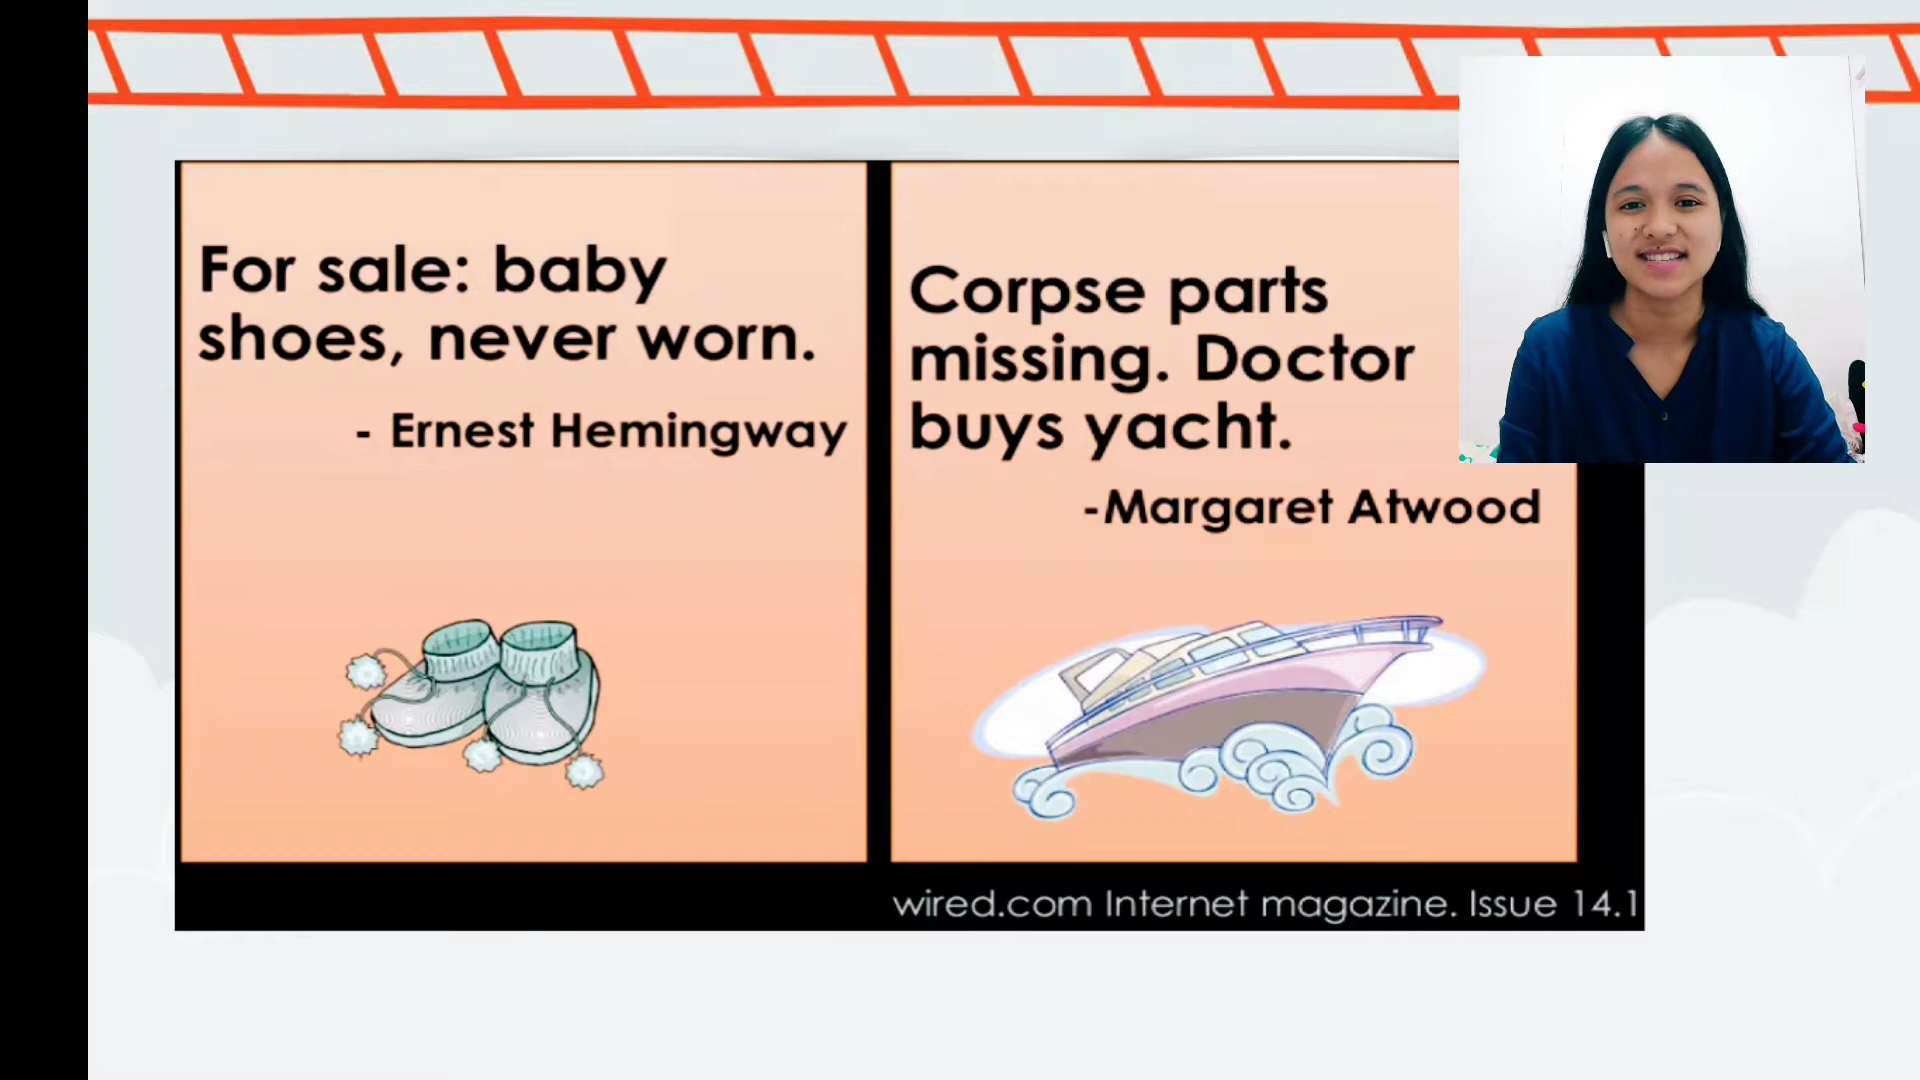 For sale: baby
shoes, never worn.
- Ernest Hemingway
Corpse parts
missing. Doctor
buys yacht.
-Margaret Atwood
wired.com Internet magazine. Issue 14.1